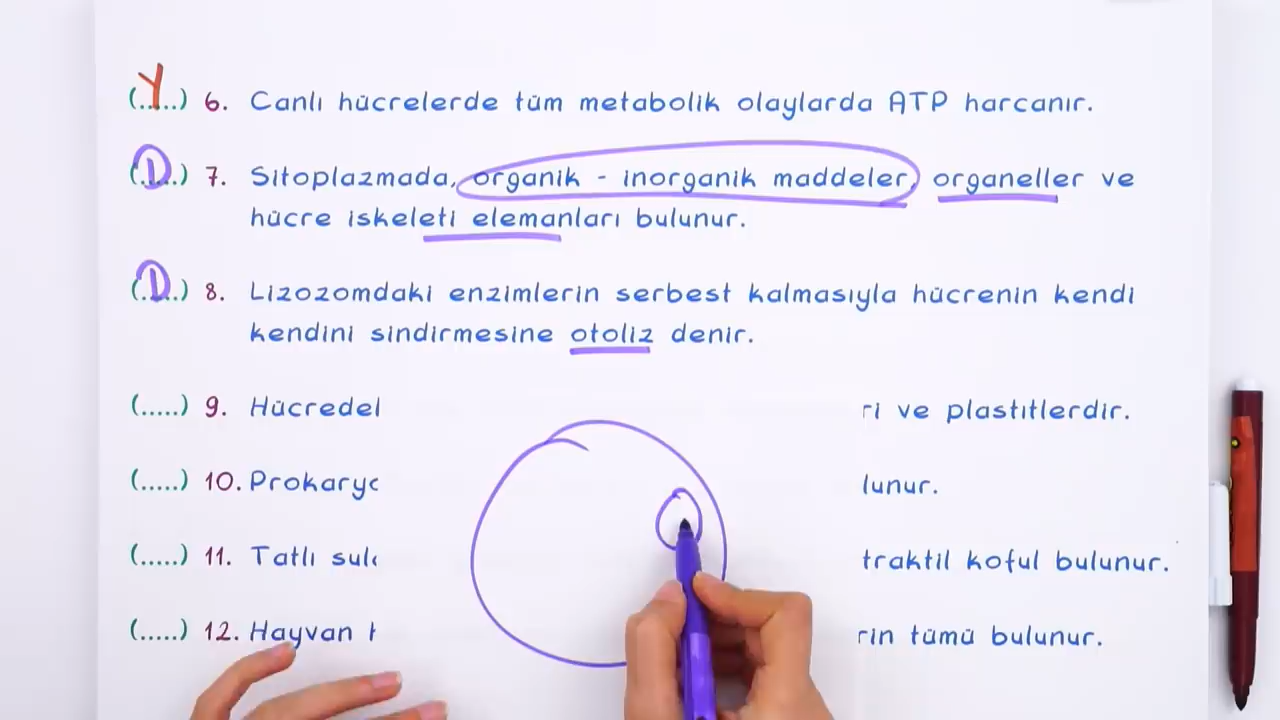 (..Y..) 6. Canlı hücrelerde tüm metabolik olaylarda ATP harcanır.
(..D..) 7. Sitoplazmada, organik - inorganik maddeler, organeller ve
hücre iskeleti elemanları bulunur.
(..D..) 8. Lizozomdaki enzimlerin serbest kalmasıyla hücrenin kendi
kendini sindirmesine otoliz denir.
(.....) 9. Hücredel ri ve plastitlerdir.
(.....) 10. Prokaryo lunur.
(.....) 11. Tatlı sula traktil koful bulunur.
(.....) 12. Hayvan rin tümü bulunur.